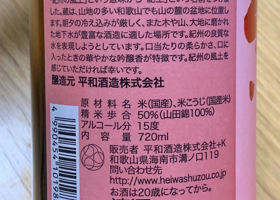 蔵は、山地の多い和歌山でも山の麓の盆地に位置し
ます。朝夕の冷え込みが厳しく、また木や山、大地に磨かれ
た地下水が豊富な酒造に適した場所です。紀州の良質な
水を表現しようとしています。口当たりの柔らかさ、口に
入ったときの華やかな吟醸香が特徴です。紀州の風土を
感じていただければ幸いです。
醸造元 平和酒造株式会社
原材料名 米(国産)、米こうじ(国産米)
精米歩合 50%(山田錦100%)
アルコール分 15度
内容量 720ml
販売者 平和酒造株式会社+K
和歌山県海南市溝ノ口119
問い合わせ先
http://www.heiwashuzou.co.jp
お酒は20歳になってから。